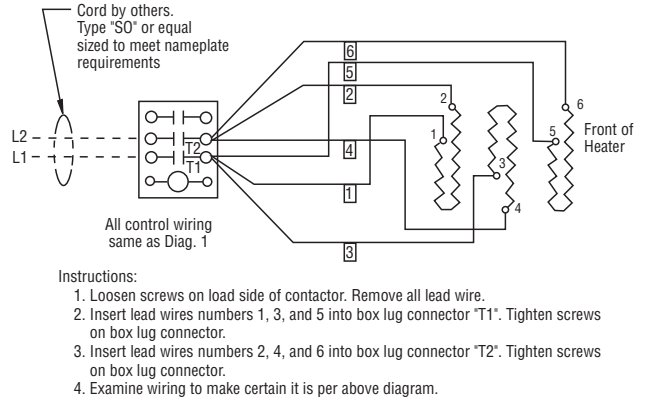 Cord by others.
Type "SO" or equal
sized to meet nameplate
requirements
6
5
2
4
1
3
L2
L1
T2
T1
2
1
3
4
5
6
Front of
Heater
All control wiring
same as Diag. 1
Instructions:
1. Loosen screws on load side of contactor. Remove all lead wire.
2. Insert lead wires numbers 1, 3, and 5 into box lug connector "T1". Tighten screws
on box lug connector.
3. Insert lead wires numbers 2, 4, and 6 into box lug connector "T2". Tighten screws
on box lug connector.
4. Examine wiring to make certain it is per above diagram.